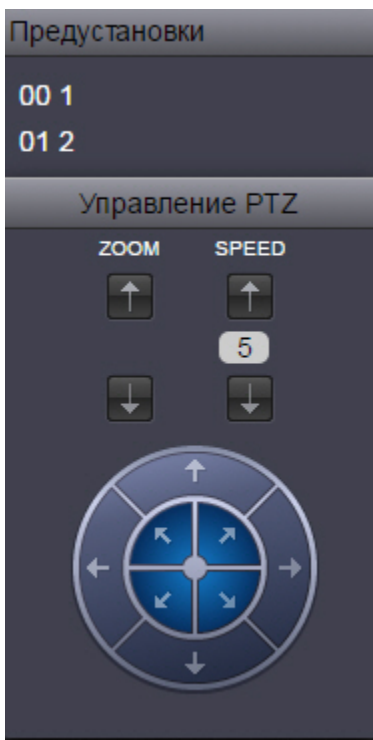 Предустановки
00 1
01 2
Управление PTZ
ZOOM SPEED
5